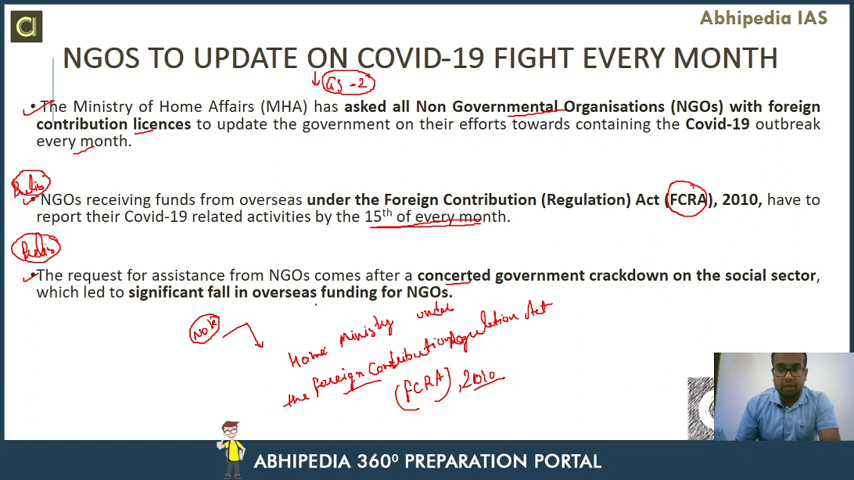 Abhipedia IAS
NGOS TO UPDATE ON COVID-19 FIGHT EVERY MONTH
GS-2
• The Ministry of Home Affairs (MHA) has asked all Non Governmental Organisations (NGOs) with foreign
contribution licences to update the government on their efforts towards containing the Covid-19 outbreak
every month.
Prelims
• NGOs receiving funds from overseas under the Foreign Contribution (Regulation) Act (FCRA), 2010, have to
report their Covid-19 related activities by the 15th of every month.
Prelims
• The request for assistance from NGOs comes after a concerted government crackdown on the social sector,
which led to significant fall in overseas funding for NGOs.
Home Ministry under
the Foreign Contribution Regulation Act
(FCRA), 2010
ABHIPEDIA 360⁰ PREPARATION PORTAL